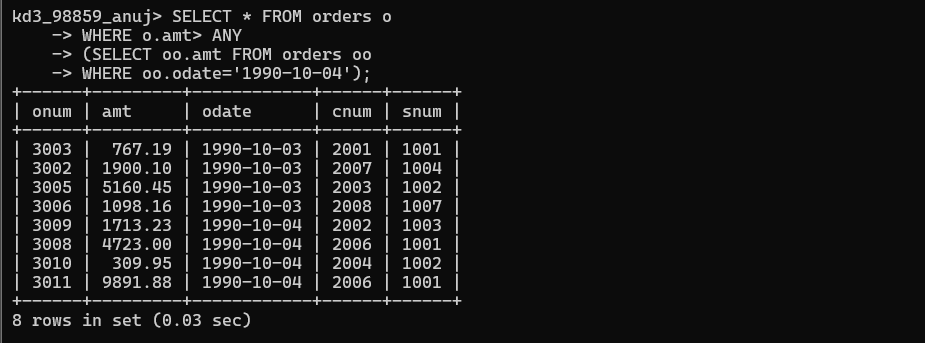 kd3_98859_anuj> SELECT * FROM orders o
    -> WHERE o.amt> ANY
    -> (SELECT oo.amt FROM orders oo
    -> WHERE oo.odate='1990-10-04');
+------+---------+------------+------+------+
| onum | amt     | odate      | cnum | snum |
+------+---------+------------+------+------+
| 3003 |  767.19 | 1990-10-03 | 2001 | 1001 |
| 3002 | 1900.10 | 1990-10-03 | 2007 | 1004 |
| 3005 | 5160.45 | 1990-10-03 | 2003 | 1002 |
| 3006 | 1098.16 | 1990-10-03 | 2008 | 1007 |
| 3009 | 1713.23 | 1990-10-04 | 2002 | 1003 |
| 3008 | 4723.00 | 1990-10-04 | 2006 | 1001 |
| 3010 |  309.95 | 1990-10-04 | 2004 | 1002 |
| 3011 | 9891.88 | 1990-10-04 | 2006 | 1001 |
+------+---------+------------+------+------+
8 rows in set (0.03 sec)